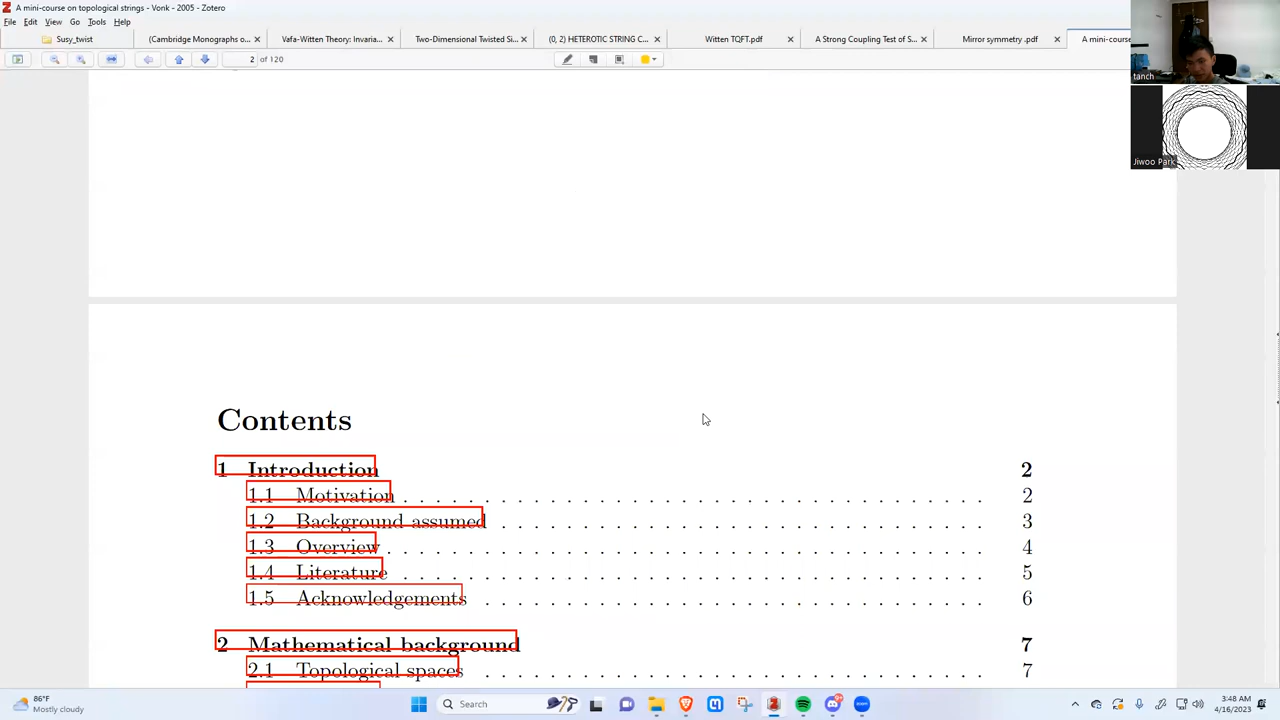 A mini-course on topological strings - Vonk - 2005 - Zotero
File Edit View Go Tools Help
Susy_twist
(Cambridge Monographs o...
Vafa-Witten Theory: Invaria...
Two-Dimensional Twisted Si...
(0, 2) HETEROTIC STRING C...
Witten TQFT.pdf
A Strong Coupling Test of S...
Mirror symmetry .pdf
A mini-course
2 of 120
tanch
Jiwoo Park
Contents
1 Introduction 2
1.1 Motivation . . . . . . . . . . . . . . . . . . . . . . . . . . . . . . . . . . . . 2
1.2 Background assumed . . . . . . . . . . . . . . . . . . . . . . . . . . . . . . 3
1.3 Overview . . . . . . . . . . . . . . . . . . . . . . . . . . . . . . . . . . . . . 4
1.4 Literature . . . . . . . . . . . . . . . . . . . . . . . . . . . . . . . . . . . . 5
1.5 Acknowledgements . . . . . . . . . . . . . . . . . . . . . . . . . . . . . . . 6
2 Mathematical background 7
2.1 Topological spaces . . . . . . . . . . . . . . . . . . . . . . . . . . . . . . . 7
86°F
Mostly cloudy
Search
3:48 AM
4/16/2023